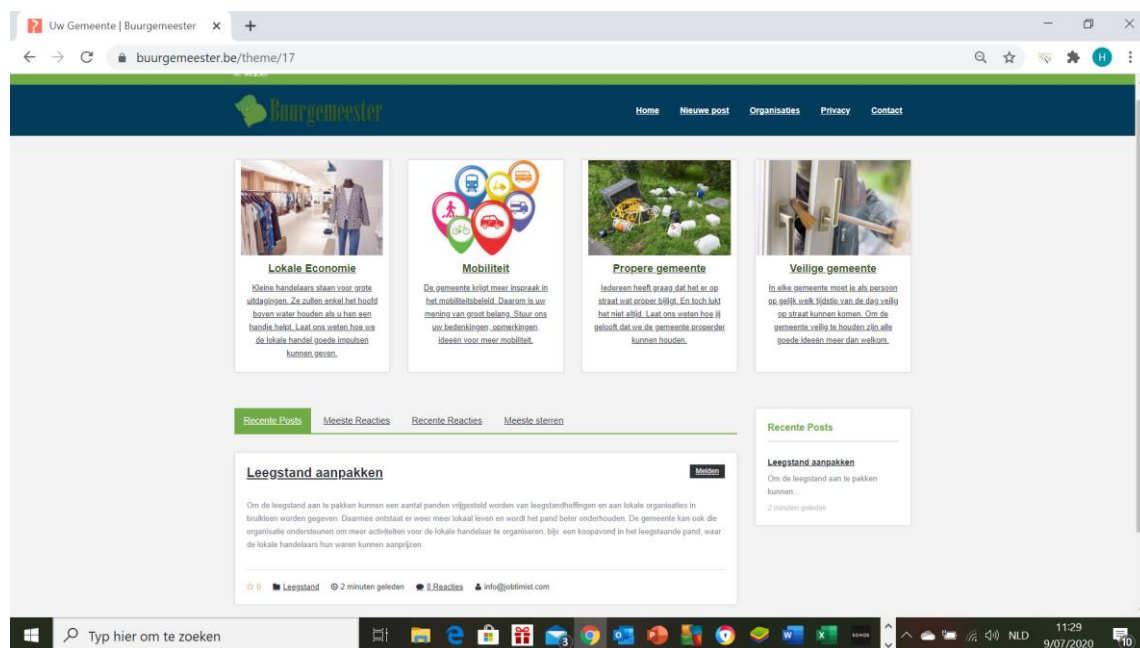 Uw Gemeente | Buurgemeester
buurgemeester.be/theme/17
H
Buurgemeester
Home Nieuwe post Organisaties Privacy Contact
Lokale Economie
Kleine handelaars staan voor grote
uitdagingen. Ze zullen enkel het hoofd
boven water houden als u hen een
handje helpt. Laat ons weten hoe we
de lokale handel goede impulsen
kunnen geven.
Mobiliteit
De gemeente krijgt meer inspraak in
het mobiliteitsbeleid. Daarom is uw
mening van groot belang. Stuur ons
uw bedenkingen, opmerkingen,
ideeën voor meer mobiliteit.
Propere gemeente
Iedereen heeft graag dat het er op
straat wat proper bijligt. En toch lukt
het niet altijd. Laat ons weten hoe jij
gelooft dat we de gemeente properder
kunnen houden.
Veilige gemeente
In elke gemeente moet je als persoon
op gelijk welk tijdstip van de dag veilig
op straat kunnen komen. Om de
gemeente veilig te houden zijn alle
goede ideeën meer dan welkom.
Recente Posts Meeste Reacties Recente Reacties Meeste sterren
Leegstand aanpakken
Melden
Om de leegstand aan te pakken kunnen een aantal panden vrijgesteld worden van leegstandheffingen en aan lokale organisaties in
bruikleen worden gegeven. Daarmee ontstaat er weer meer lokaal leven en wordt het pand beter onderhouden. De gemeente kan ook die
organisatie ondersteunen om meer activiteiten voor de lokale handelaar te organiseren, bijv. een koopavond in het leegstaande pand, waar
de lokale handelaars hun waren kunnen aanprijzen.
0 Leegstand 2 minuten geleden 0 Reacties info@jobtimist.com
Recente Posts
Leegstand aanpakken
Om de leegstand aan te pakken
kunnen...
2 minuten geleden
Typ hier om te zoeken
3
NLD
11:29
9/07/2020
10